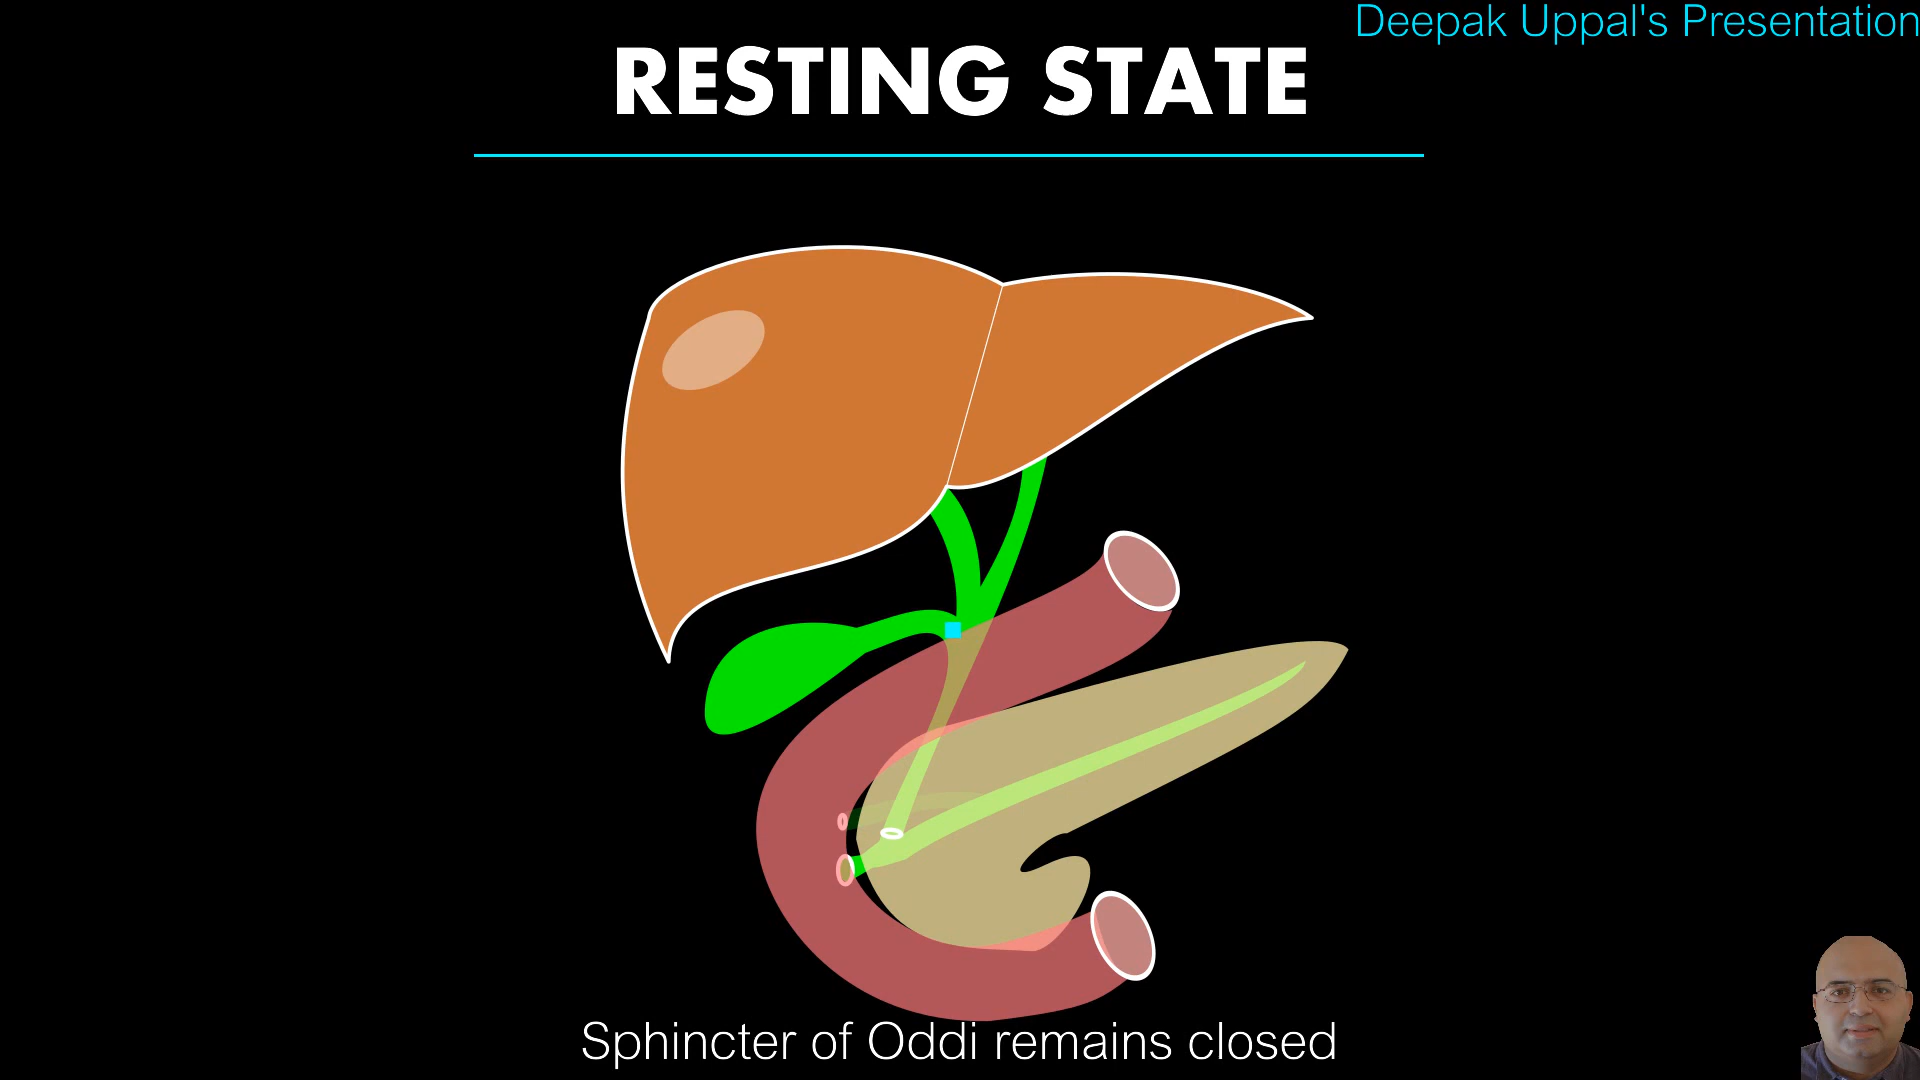 Deepak Uppal's Presentation
RESTING STATE
Sphincter of Oddi remains closed